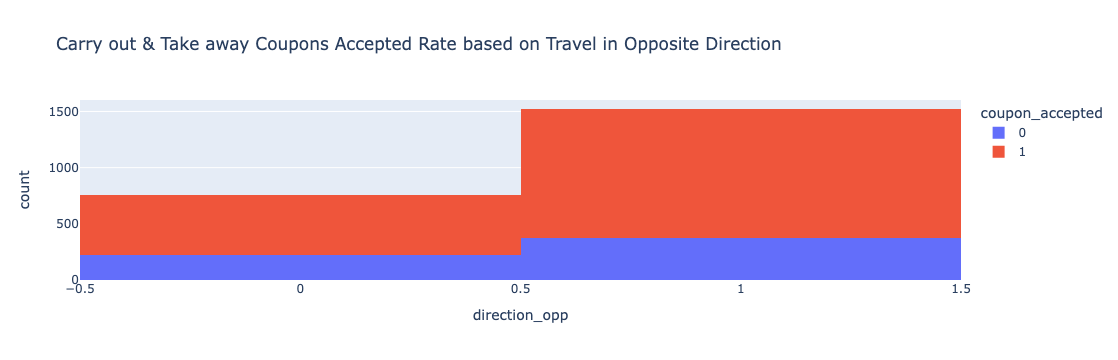 Carry out & Take away Coupons Accepted Rate based on Travel in Opposite Direction
coupon_accepted
0
1
1500
1000
500
0
count
−0.5
0
0.5
1
1.5
direction_opp